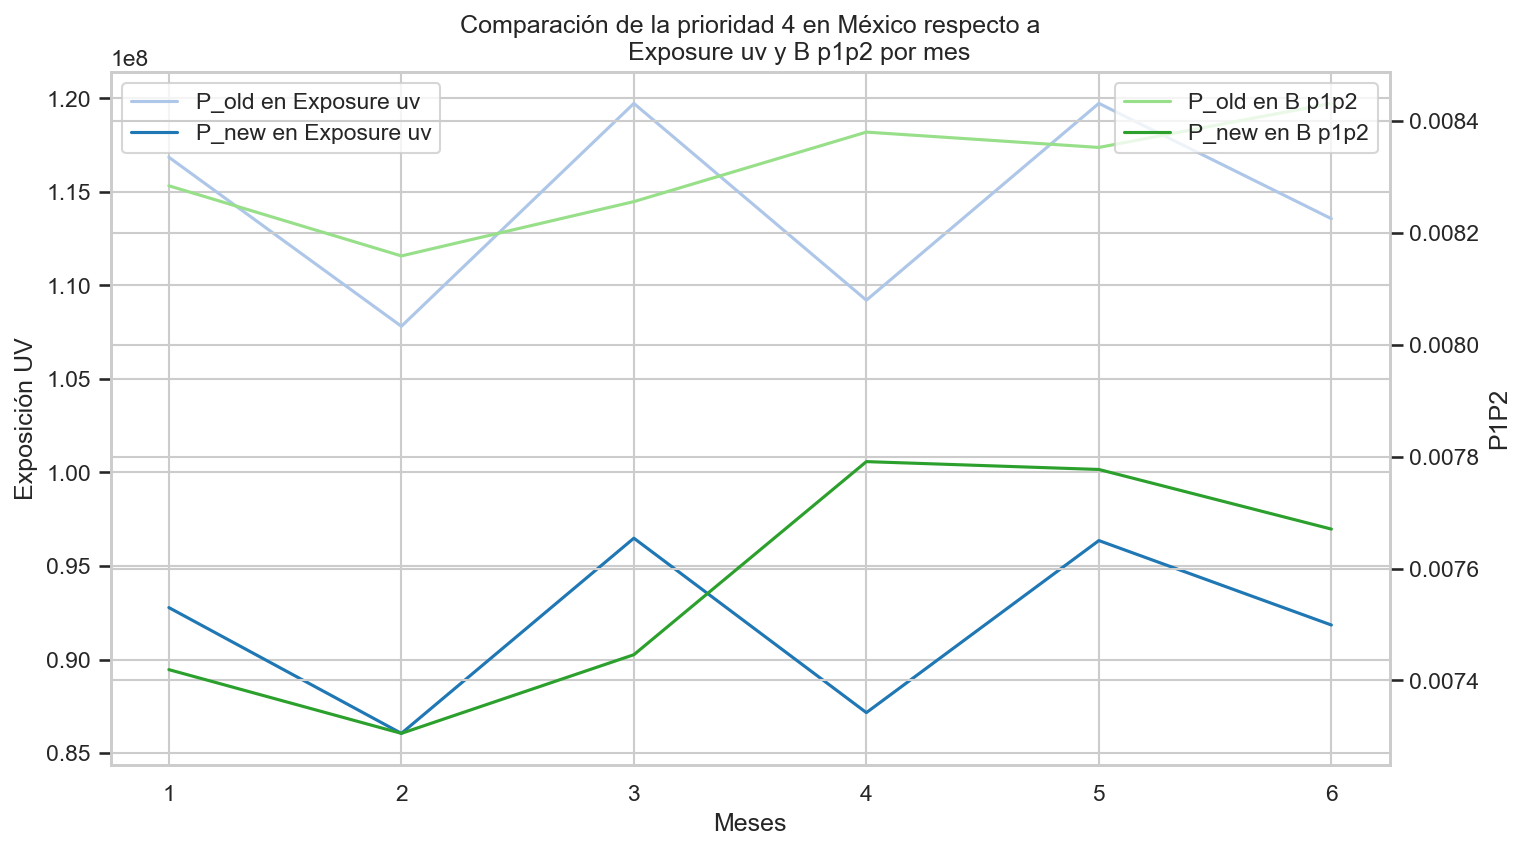 Comparación de la prioridad 4 en México respecto a
Exposure uv y B p1p2 por mes
1e8
P_old en Exposure uv
P_new en Exposure uv
P_old en B p1p2
P_new en B p1p2
1.20
1.15
1.10
1.05
1.00
0.95
0.90
0.85
Exposición UV
0.0084
0.0082
0.0080
0.0078
0.0076
0.0074
P1P2
1 2 3 4 5 6
Meses